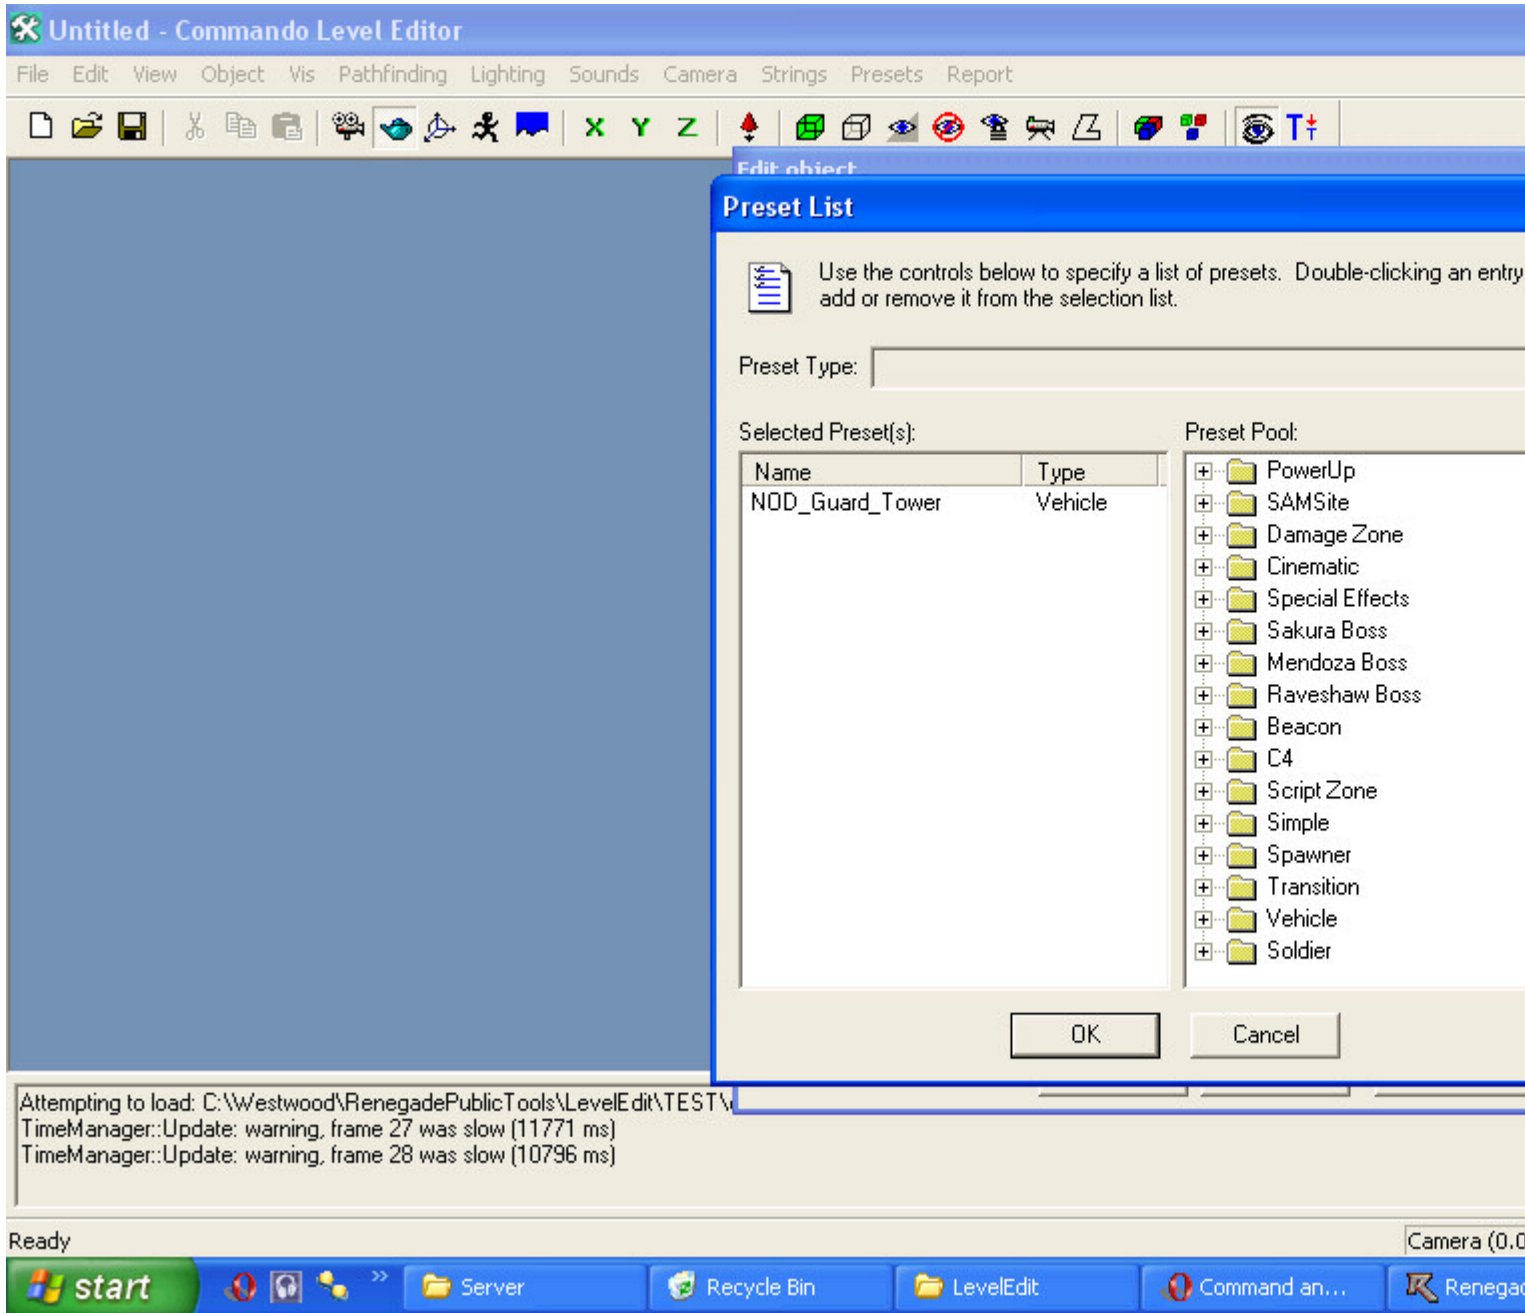 Untitled - Commando Level Editor
File Edit View Object Vis Pathfinding Lighting Sounds Camera Strings Presets Report
X Y Z T
Edit object
Preset List
Use the controls below to specify a list of presets. Double-clicking an entry
add or remove it from the selection list.
Preset Type:
Selected Preset(s): Preset Pool:
Name Type
NOD_Guard_Tower Vehicle
PowerUp
SAMSite
Damage Zone
Cinematic
Special Effects
Sakura Boss
Mendoza Boss
Raveshaw Boss
Beacon
C4
Script Zone
Simple
Spawner
Transition
Vehicle
Soldier
OK Cancel
Attempting to load: C:\Westwood\RenegadePublicTools\LevelEdit\TEST\
TimeManager::Update: warning, frame 27 was slow (11771 ms)
TimeManager::Update: warning, frame 28 was slow (10796 ms)
Ready Camera (0.0
start » Server Recycle Bin LevelEdit Command an... Renegad